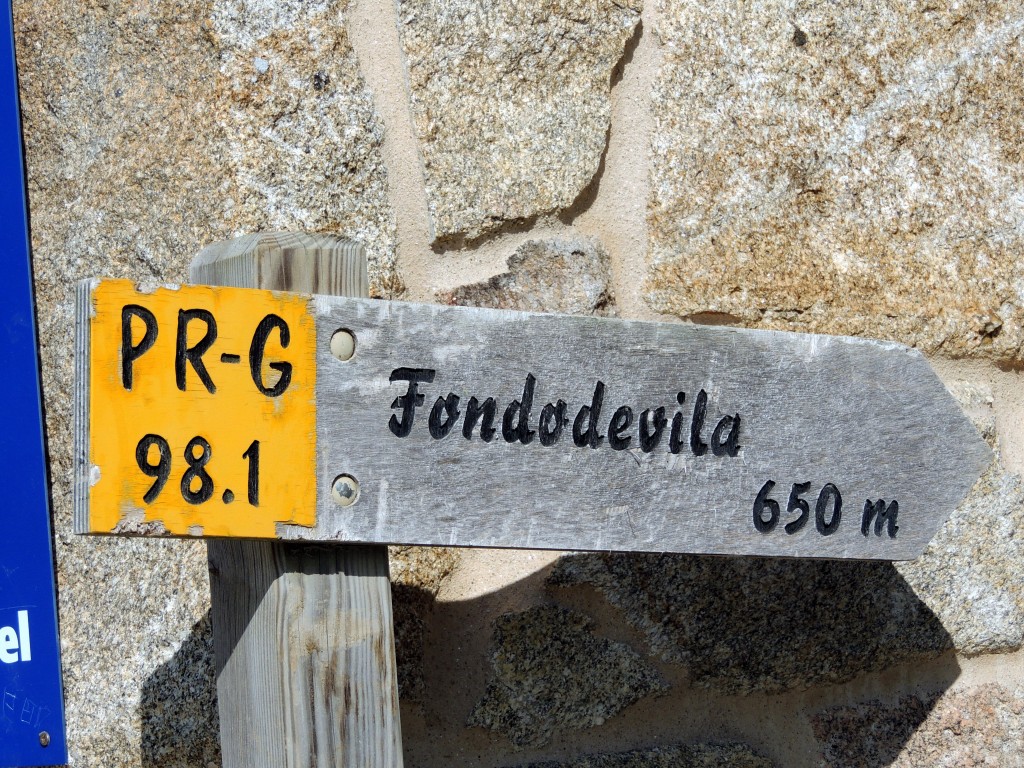 PR-G
98.1
Fondodevila
650 m
el